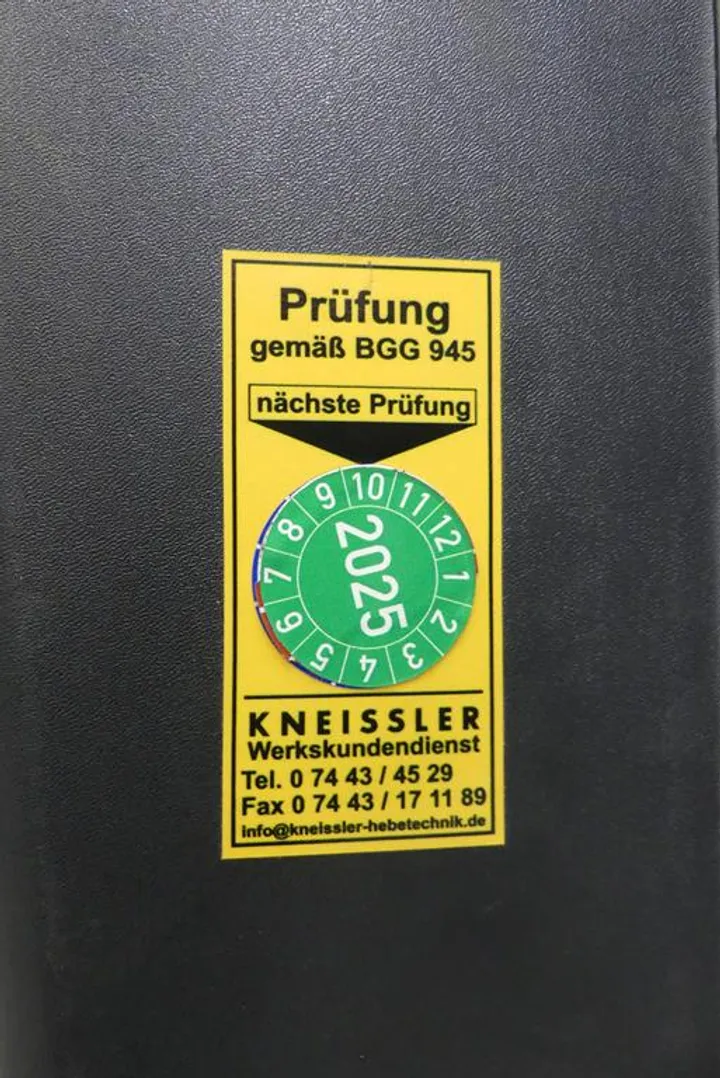 Prüfung
gemäß BGG 945
nächste Prüfung
1 2 3 4 5 6 7 8 9 10 11 12
2025
KNEISSLER
Werkskundendienst
Tel. 0 74 43 / 45 29
Fax 0 74 43 / 17 11 89
info@kneissler-hebetechnik.de